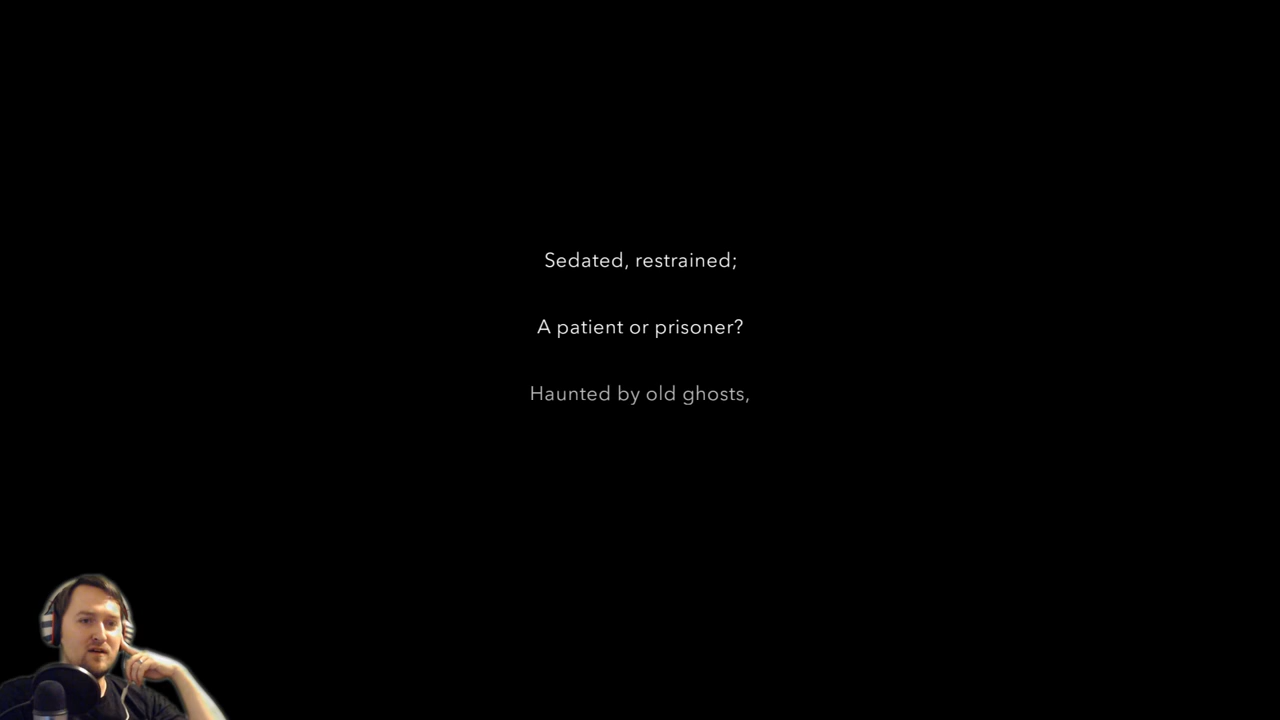 Sedated, restrained;
A patient or prisoner?
Haunted by old ghosts,